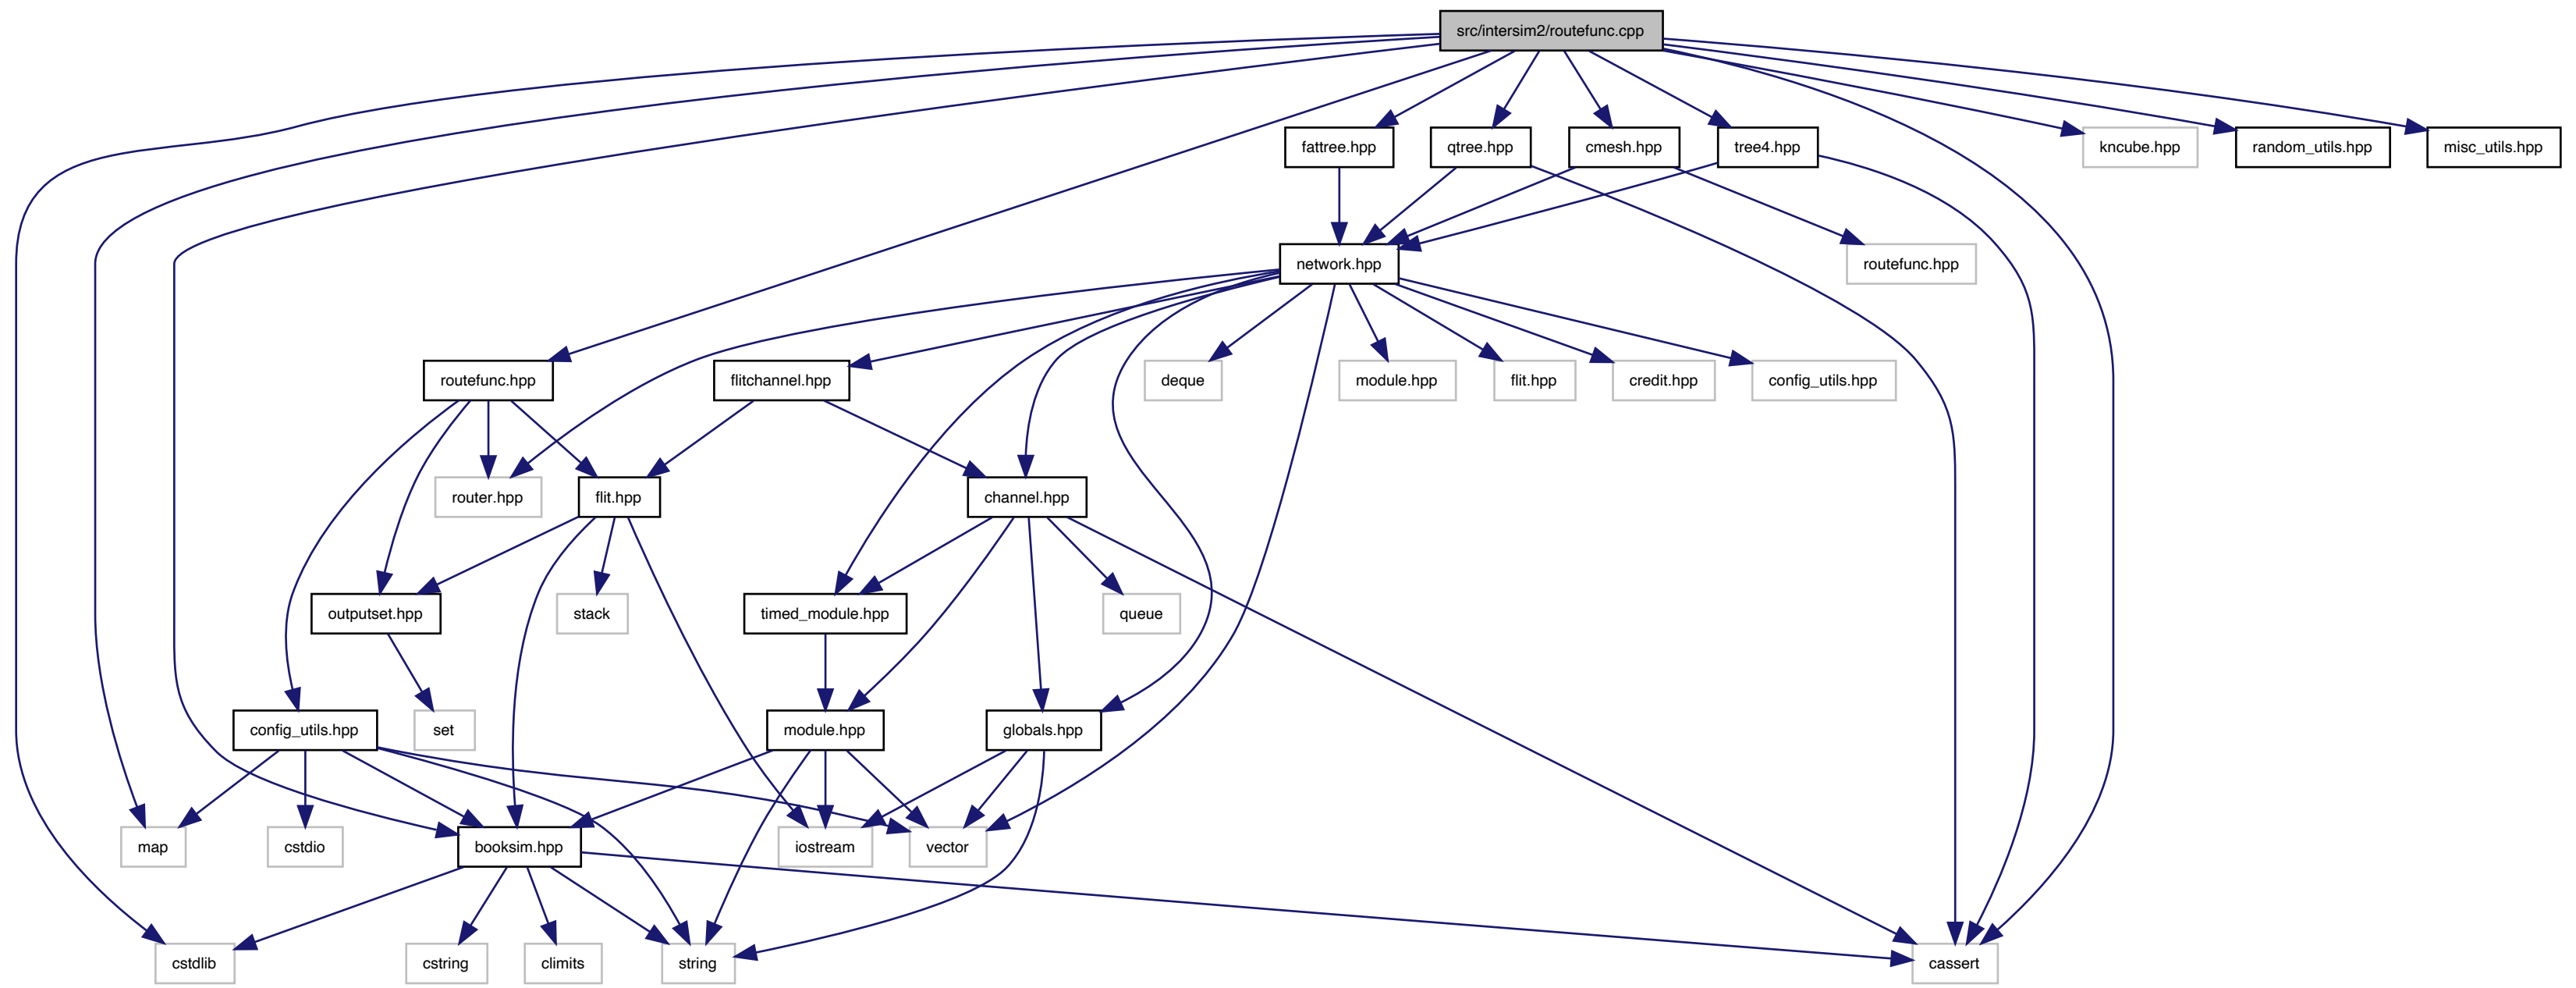 src/intersim2/routefunc.cpp
fattree.hpp
qtree.hpp
cmesh.hpp
tree4.hpp
kncube.hpp
random_utils.hpp
misc_utils.hpp
network.hpp
routefunc.hpp
routefunc.hpp
flitchannel.hpp
deque
module.hpp
flit.hpp
credit.hpp
config_utils.hpp
router.hpp
flit.hpp
channel.hpp
outputset.hpp
stack
timed_module.hpp
queue
config_utils.hpp
set
module.hpp
globals.hpp
map
cstdio
booksim.hpp
iostream
vector
cstdlib
cstring
climits
string
cassert